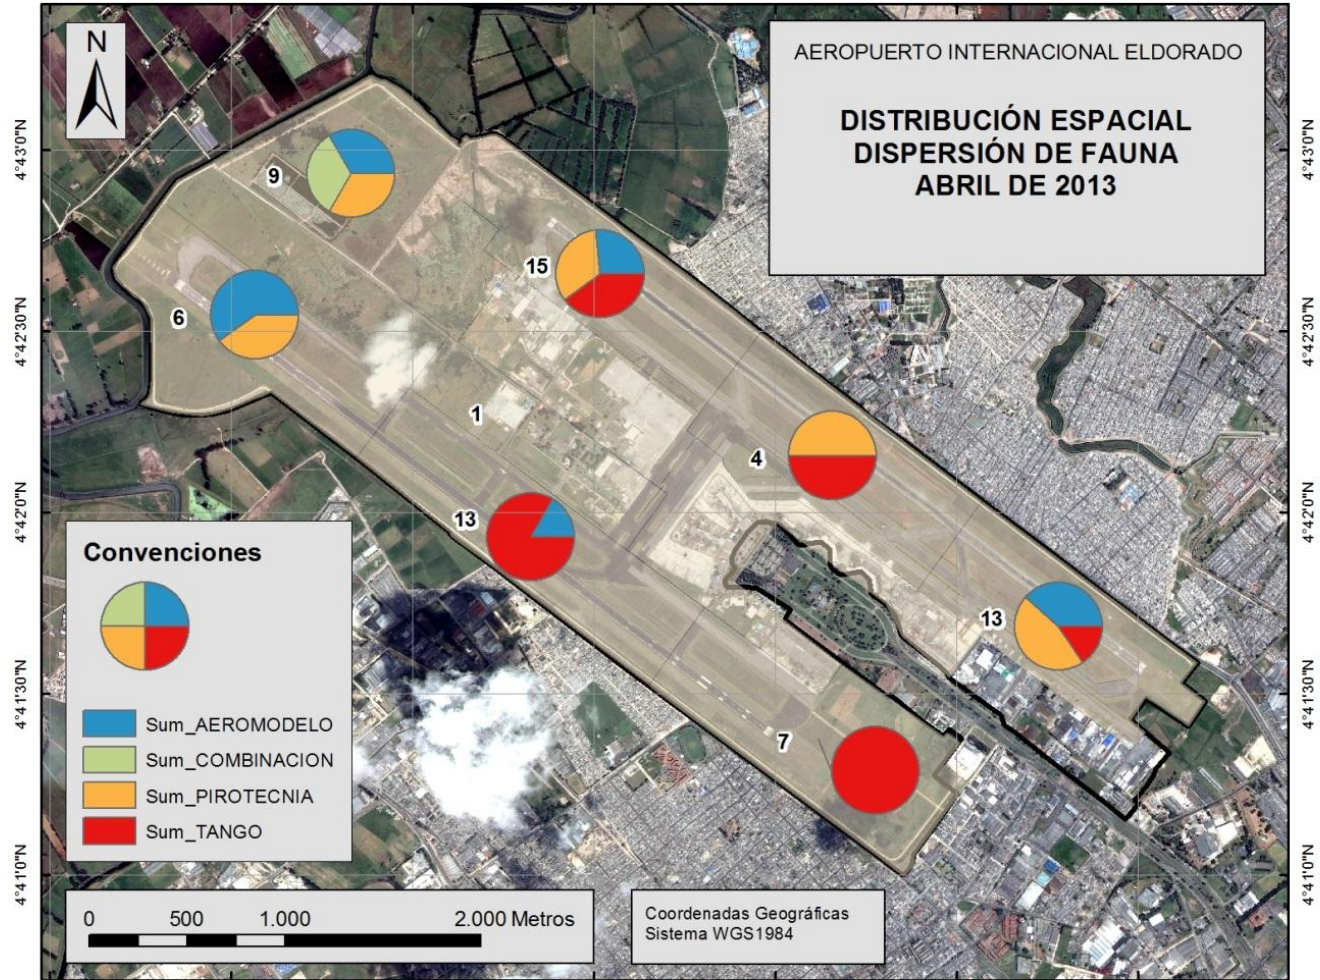 N
AEROPUERTO INTERNACIONAL ELDORADO
DISTRIBUCIÓN ESPACIAL
DISPERSIÓN DE FAUNA
ABRIL DE 2013
4°43'0"N
4°43'0"N
9
15
6
4°42'30"N
4°42'30"N
1
4
13
4°42'0"N
4°42'0"N
Convenciones
13
Sum_AEROMODELO
Sum_COMBINACION
Sum_PIROTECNIA
Sum_TANGO
4°41'30"N
4°41'30"N
7
4°41'0"N
4°41'0"N
0 500 1.000 2.000 Metros
Coordenadas Geográficas
Sistema WGS1984